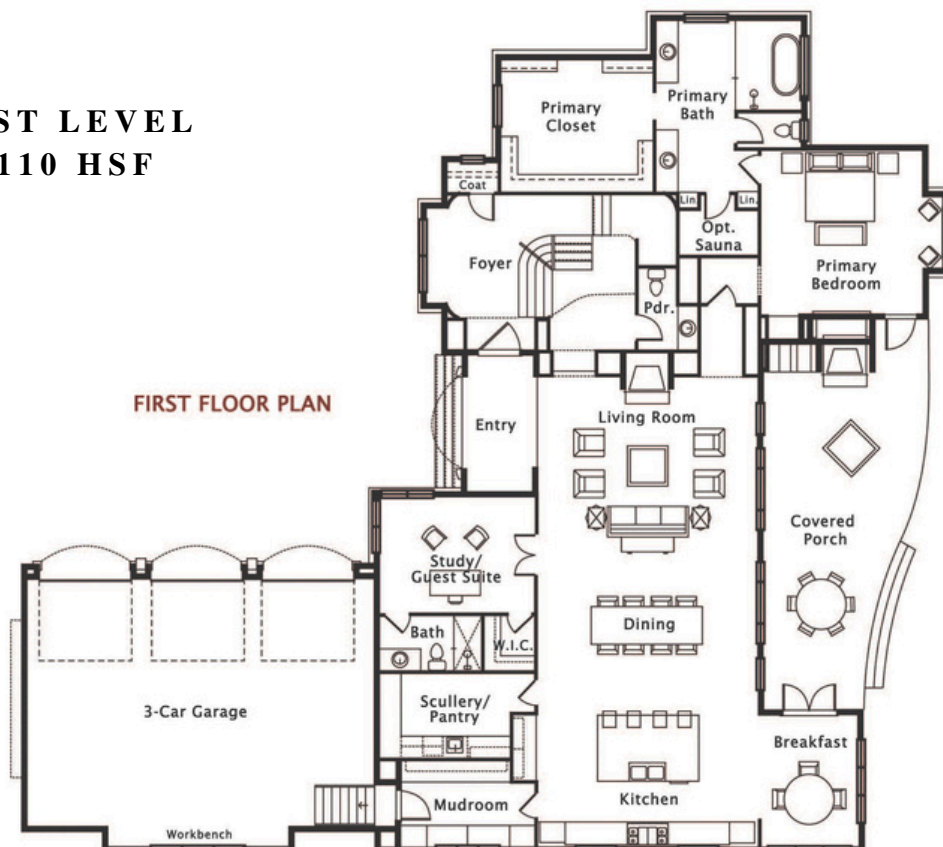 ST LEVEL
110 HSF
FIRST FLOOR PLAN
Primary
Closet
Primary
Bath
Coat
Lin.
Lin.
Opt.
Sauna
Foyer
Primary
Bedroom
Pdr.
Entry
Living Room
Covered
Porch
Study/
Guest Suite
Bath
W.I.C.
Dining
Scullery/
Pantry
3-Car Garage
Breakfast
Mudroom
Kitchen
Workbench